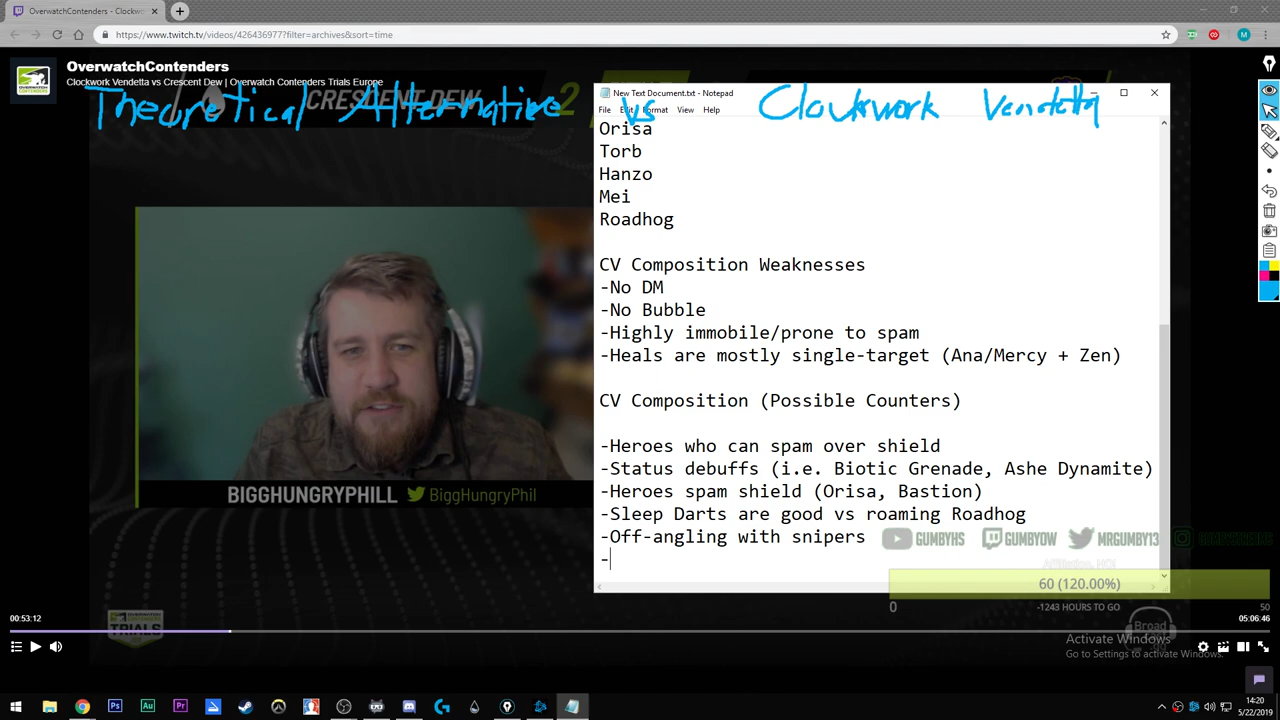 OverwatchContenders - Clockwo
https://www.twitch.tv/videos/426436977?filter=archives&sort=time
OverwatchContenders
Clockwork Vendetta vs Crescent Dew | Overwatch Contenders Trials Europe
CRESCENT DEW 2
Theoretical Alternative vs Clockwork Vendetta
New Text Document.txt - Notepad
File Edit Format View Help
Orisa
Torb
Hanzo
Mei
Roadhog
CV Composition Weaknesses
-No DM
-No Bubble
-Highly immobile/prone to spam
-Heals are mostly single-target (Ana/Mercy + Zen)
CV Composition (Possible Counters)
-Heroes who can spam over shield
-Status debuffs (i.e. Biotic Grenade, Ashe Dynamite)
-Heroes spam shield (Orisa, Bastion)
-Sleep Darts are good vs roaming Roadhog
-Off-angling with snipers
-
BIGGHUNGRYPHILL BiggHungryPhil
GUMBYHS GUMBYOW MRGUMBY13
60 (120.00%)
0 -1243 HOURS TO GO 50
00:53:12
05:06:46
TRIALS
Broad
Activate Windows
Go to Settings to activate Windows.
14:20
5/22/2019